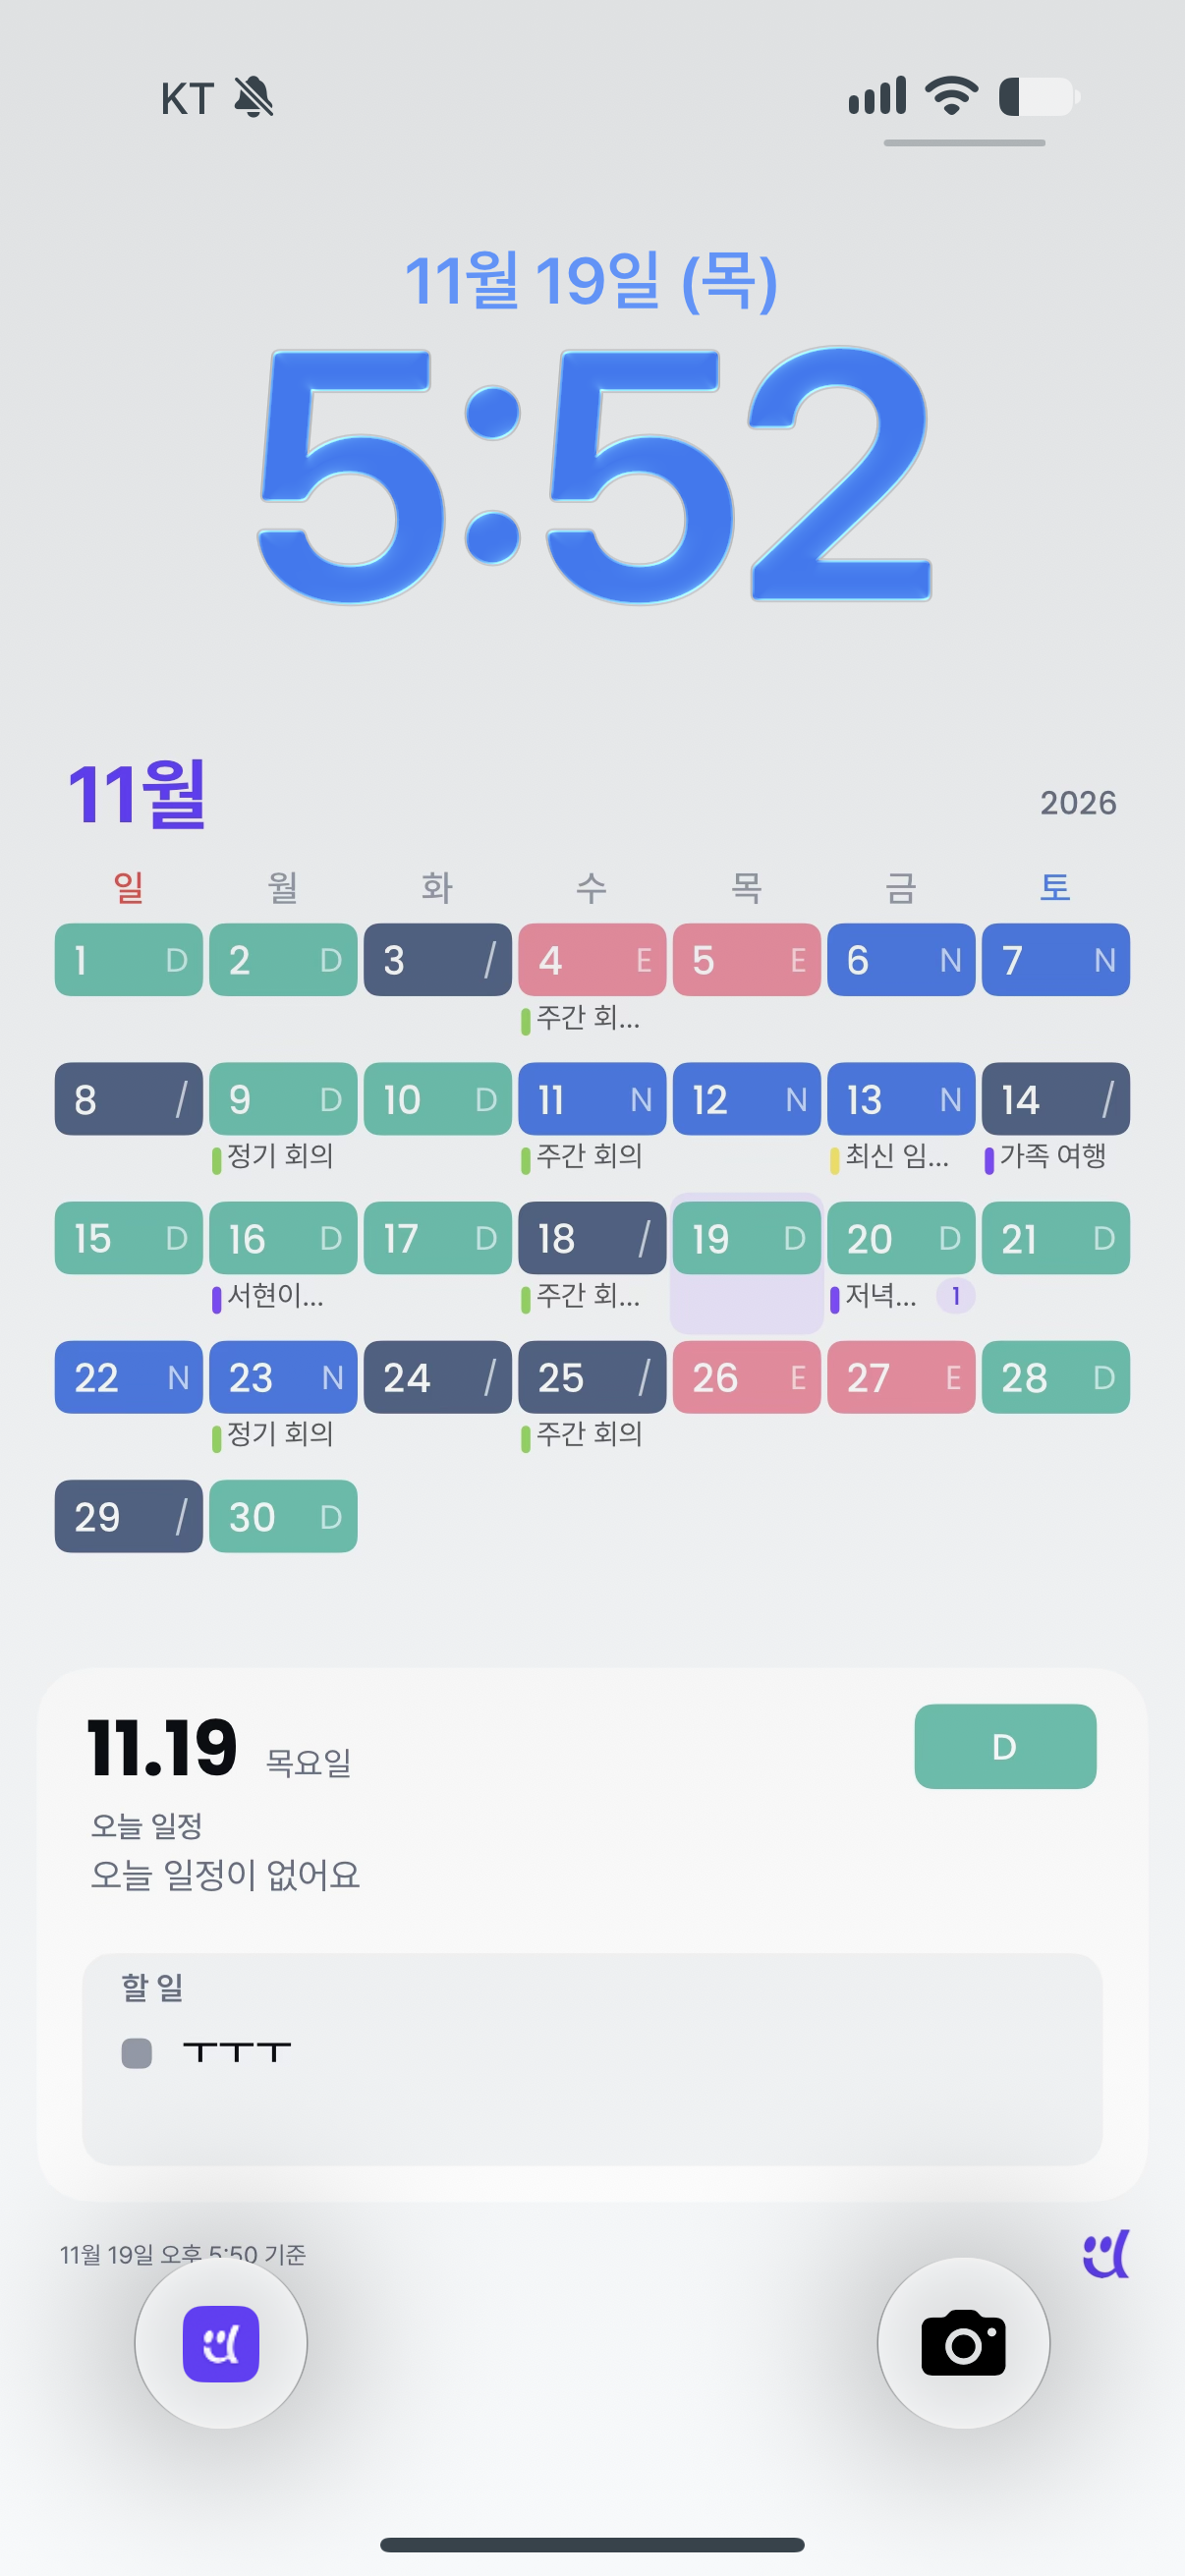 KT
11월 19일 (목)
5:52
11월
2026
일 월 화 수 목 금 토
1 D 2 D 3 / 4 E 5 E 6 N 7 N
주간 회...
8 / 9 D 10 D 11 N 12 N 13 N 14 /
정기 회의 주간 회의 최신 임... 가족 여행
15 D 16 D 17 D 18 / 19 D 20 D 21 D
서현이... 주간 회... 저녁... 1
22 N 23 N 24 / 25 / 26 E 27 E 28 D
정기 회의 주간 회의
29 / 30 D
11.19 목요일
D
오늘 일정
오늘 일정이 없어요
할 일
ㅜㅜㅜ
11월 19일 오후 5:50 기준